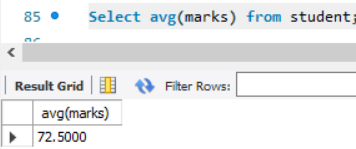 85 Select avg(marks) from student;
Result Grid Filter Rows:
avg(marks)
72.5000